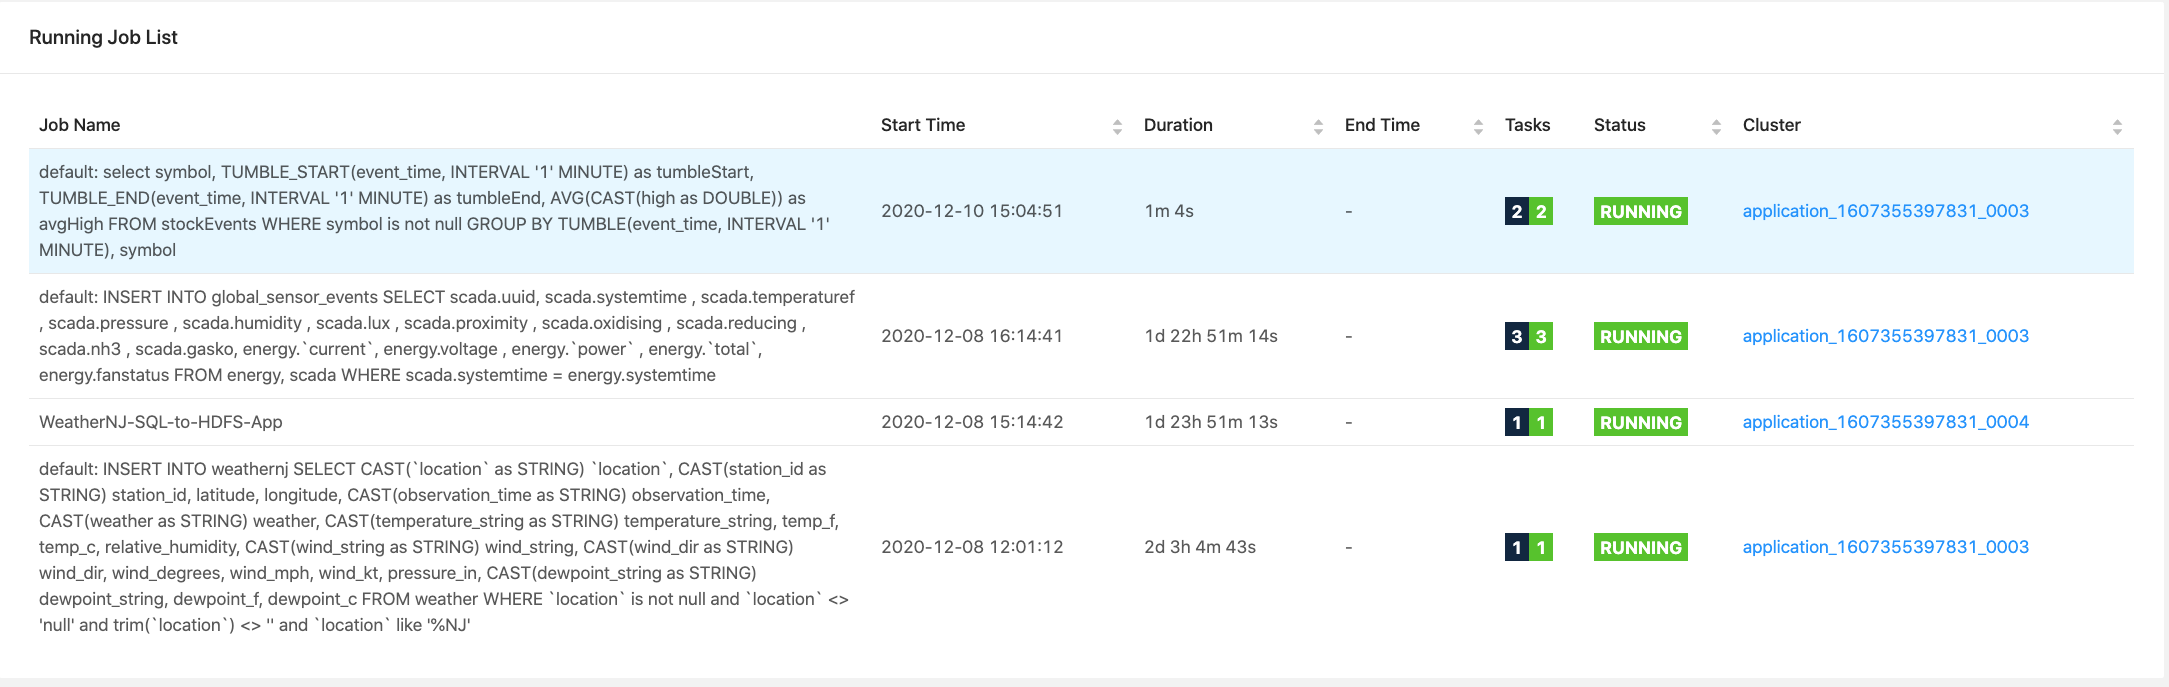 Running Job List
Job Name Start Time Duration End Time Tasks Status Cluster
default: select symbol, TUMBLE_START(event_time, INTERVAL '1' MINUTE) as tumbleStart,
TUMBLE_END(event_time, INTERVAL '1' MINUTE) as tumbleEnd, AVG(CAST(high as DOUBLE)) as
avgHigh FROM stockEvents WHERE symbol is not null GROUP BY TUMBLE(event_time, INTERVAL '1'
MINUTE), symbol
2020-12-10 15:04:51 1m 4s - 2 2 RUNNING application_1607355397831_0003
default: INSERT INTO global_sensor_events SELECT scada.uuid, scada.systemtime , scada.temperaturef
, scada.pressure , scada.humidity , scada.lux , scada.proximity , scada.oxidising , scada.reducing ,
scada.nh3 , scada.gasko, energy.`current`, energy.voltage , energy.`power` , energy.`total`,
energy.fanstatus FROM energy, scada WHERE scada.systemtime = energy.systemtime
2020-12-08 16:14:41 1d 22h 51m 14s - 3 3 RUNNING application_1607355397831_0003
WeatherNJ-SQL-to-HDFS-App 2020-12-08 15:14:42 1d 23h 51m 13s - 1 1 RUNNING application_1607355397831_0004
default: INSERT INTO weathernj SELECT CAST(`location` as STRING) `location`, CAST(station_id as
STRING) station_id, latitude, longitude, CAST(observation_time as STRING) observation_time,
CAST(weather as STRING) weather, CAST(temperature_string as STRING) temperature_string, temp_f,
temp_c, relative_humidity, CAST(wind_string as STRING) wind_string, CAST(wind_dir as STRING)
wind_dir, wind_degrees, wind_mph, wind_kt, pressure_in, CAST(dewpoint_string as STRING)
dewpoint_string, dewpoint_f, dewpoint_c FROM weather WHERE `location` is not null and `location` <>
'null' and trim(`location`) <> '' and `location` like '%NJ'
2020-12-08 12:01:12 2d 3h 4m 43s - 1 1 RUNNING application_1607355397831_0003